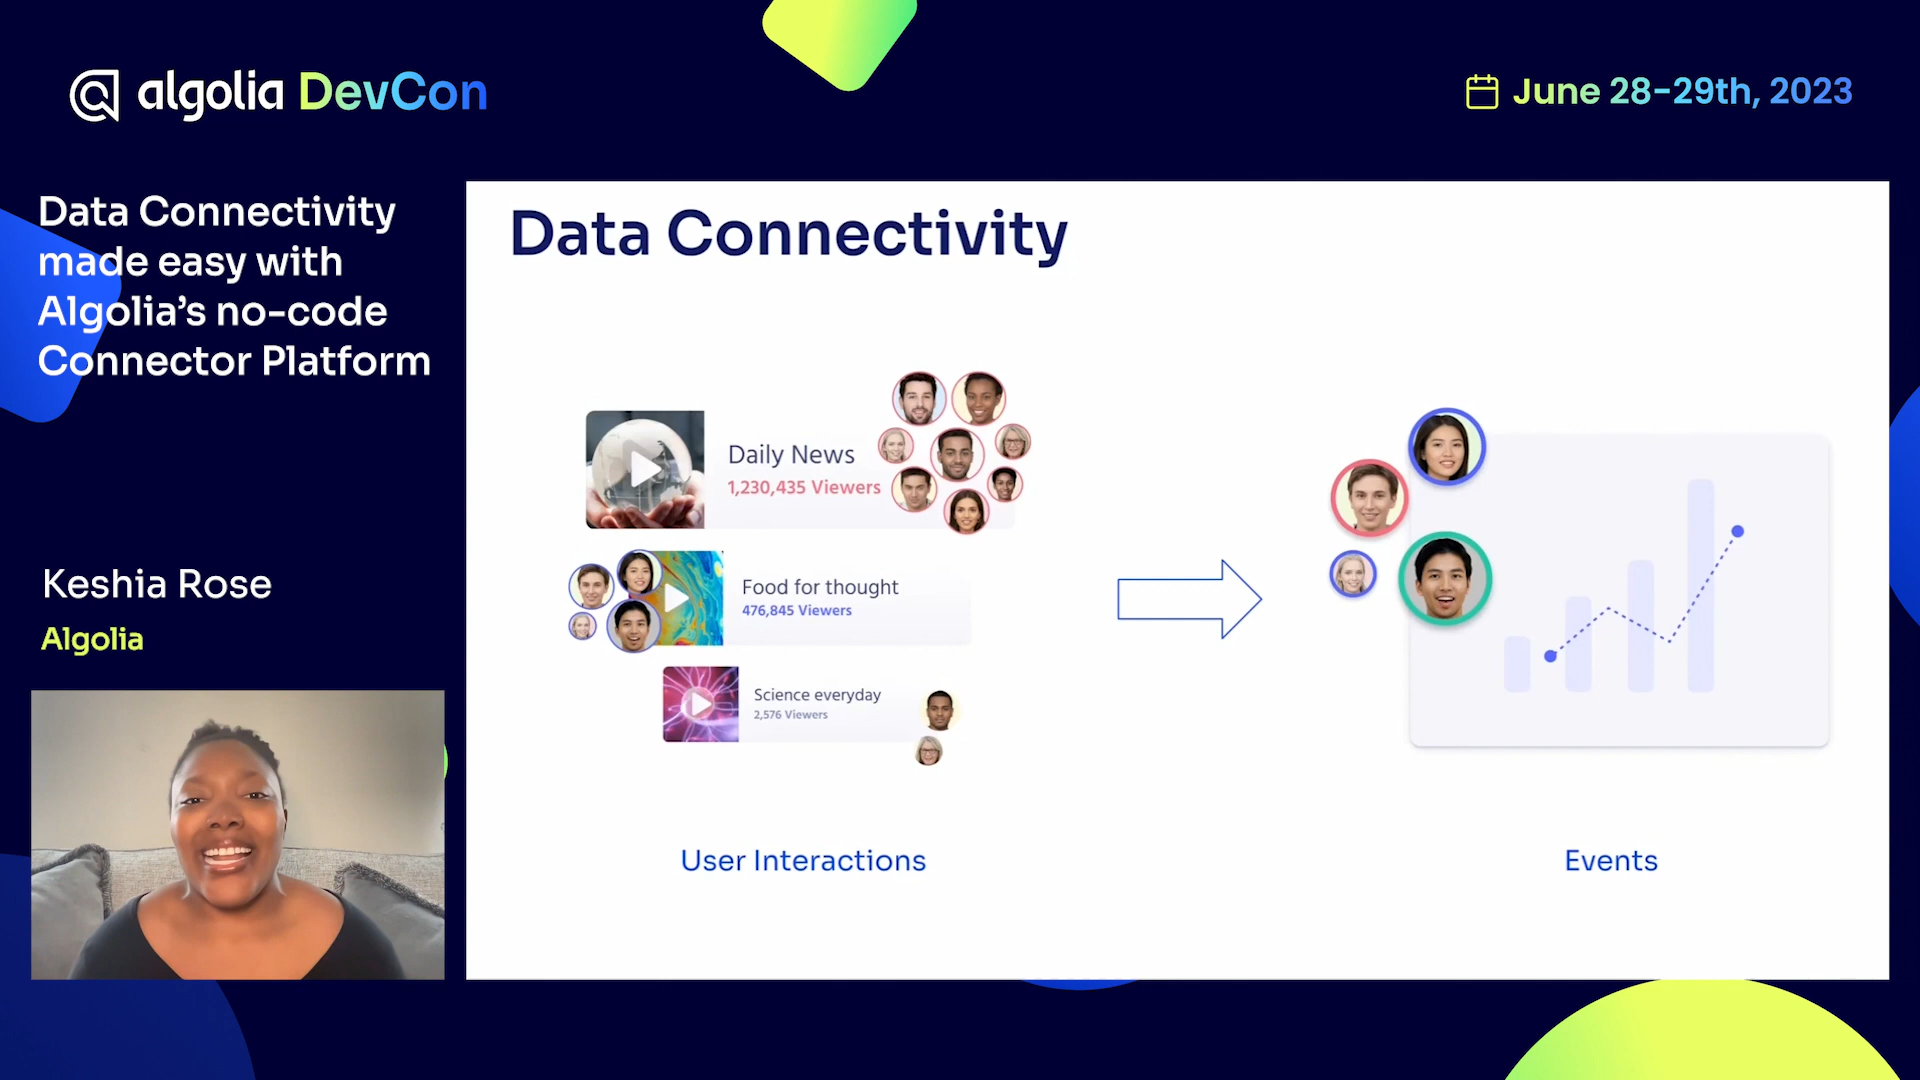 algolia DevCon
June 28-29th, 2023
Data Connectivity
made easy with
Algolia's no-code
Connector Platform
Keshia Rose
Algolia
Data Connectivity
Daily News
1,230,435 Viewers
Food for thought
476,845 Viewers
Science everyday
2,576 Viewers
User Interactions
Events